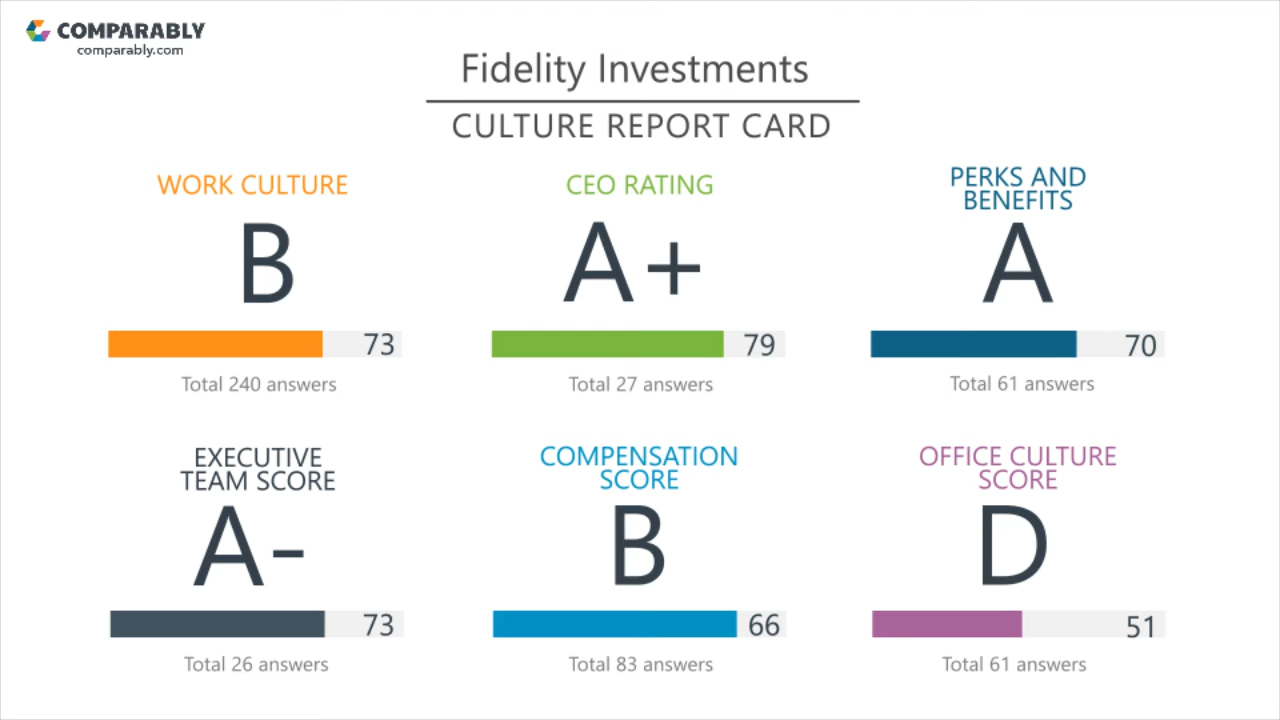 COMPARABLY
comparably.com
Fidelity Investments
CULTURE REPORT CARD
WORK CULTURE
B
73
Total 240 answers
CEO RATING
A+
79
Total 27 answers
PERKS AND
BENEFITS
A
70
Total 61 answers
EXECUTIVE
TEAM SCORE
A-
73
Total 26 answers
COMPENSATION
SCORE
B
66
Total 83 answers
OFFICE CULTURE
SCORE
D
51
Total 61 answers